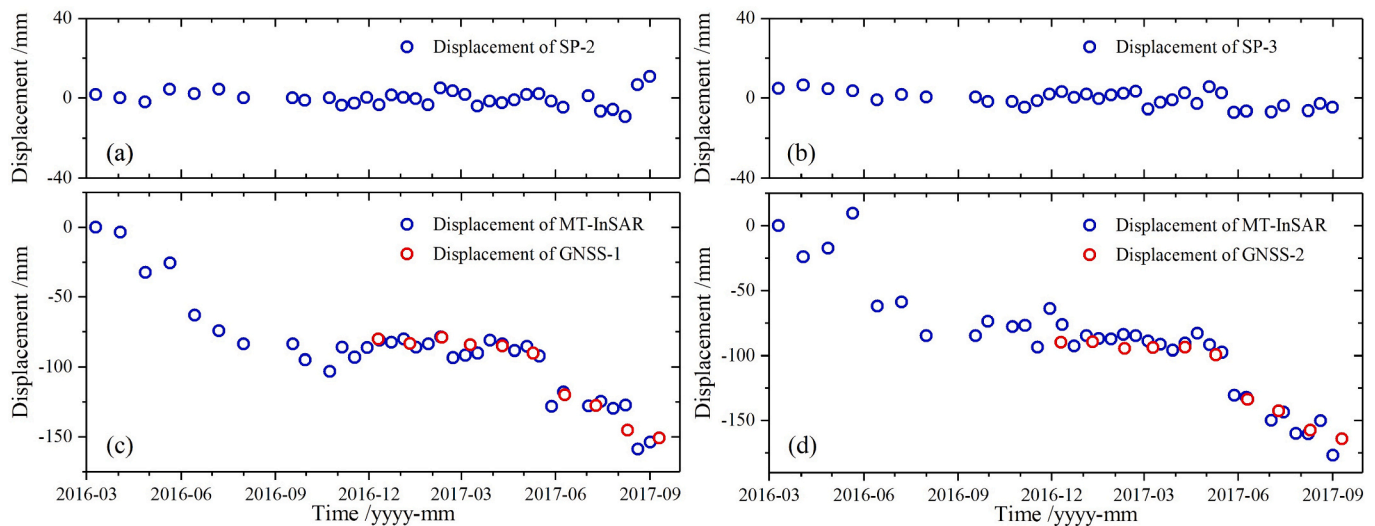 40
0
-40
Displacement /mm
Displacement of SP-2
(a)
40
0
-40
Displacement /mm
Displacement of SP-3
(b)
0
-50
-100
-150
Displacement /mm
Displacement of MT-InSAR
Displacement of GNSS-1
(c)
2016-03 2016-06 2016-09 2016-12 2017-03 2017-06 2017-09
Time /yyyy-mm
0
-50
-100
-150
Displacement /mm
Displacement of MT-InSAR
Displacement of GNSS-2
(d)
2016-03 2016-06 2016-09 2016-12 2017-03 2017-06 2017-09
Time /yyyy-mm